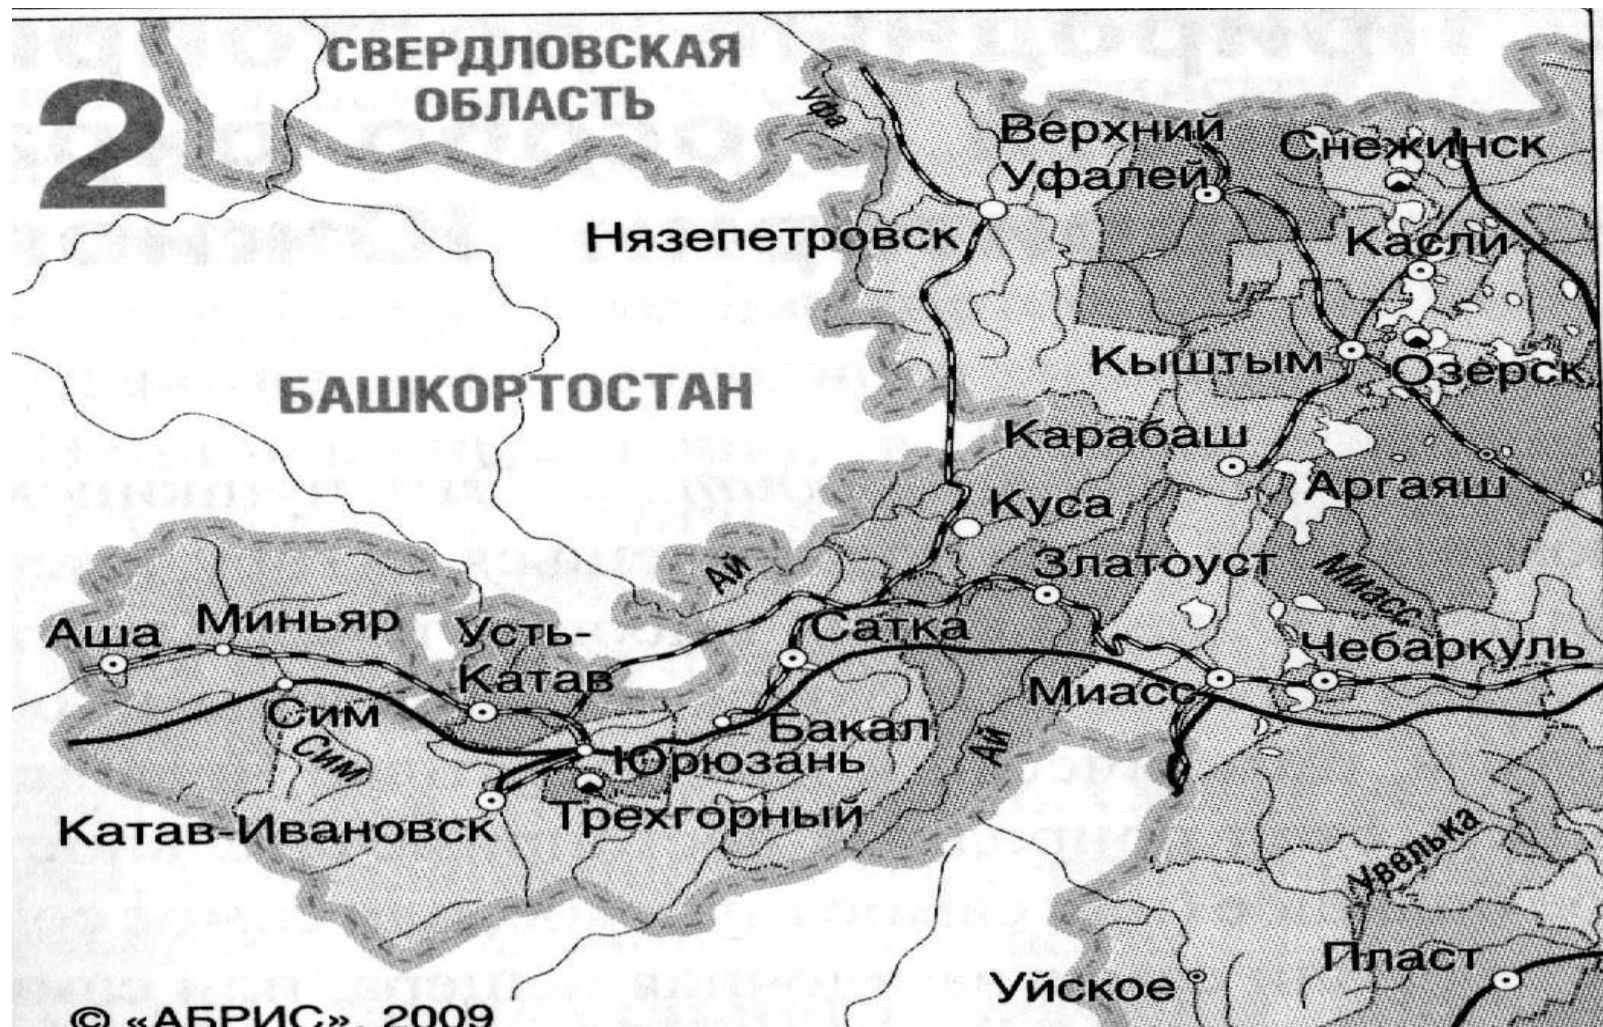 2
СВЕРДЛОВСКАЯ
ОБЛАСТЬ
Уфа
Верхний
Уфалей
Снежинск
Нязепетровск
Касли
БАШКОРТОСТАН
Кыштым
Озерск
Карабаш
Аргаяш
Куса
Ай
Златоуст
Миасс
Аша
Миньяр
Усть-
Катав
Сатка
Чебаркуль
Миасс
Сим
Сим
Бакал
Ай
Юрюзань
Трехгорный
Катав-Ивановск
Увелька
Пласт
Уйское
© «АБРИС», 2009